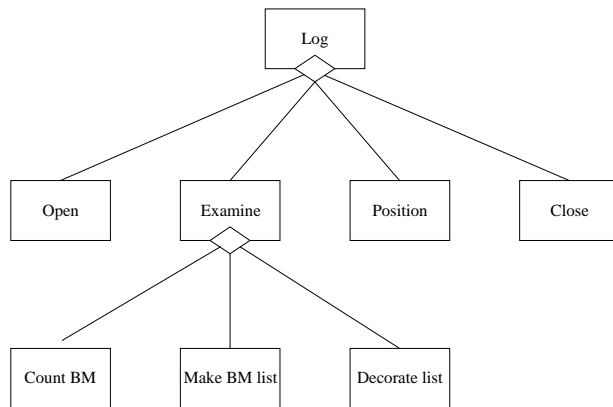 Log
Open
Examine
Position
Close
Count BM
Make BM list
Decorate list